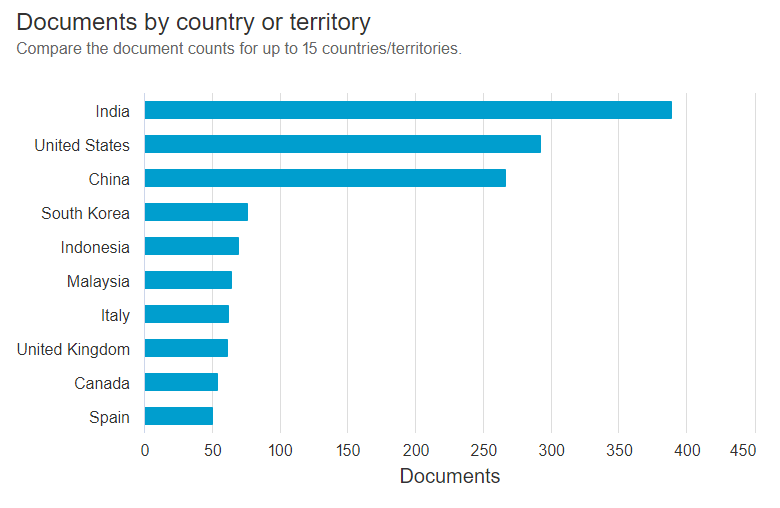 Documents by country or territory
Compare the document counts for up to 15 countries/territories.
India
United States
China
South Korea
Indonesia
Malaysia
Italy
United Kingdom
Canada
Spain
0 50 100 150 200 250 300 350 400 450
Documents